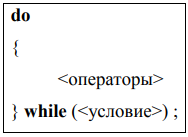 do
{
<операторы>
} while (<условие>) ;